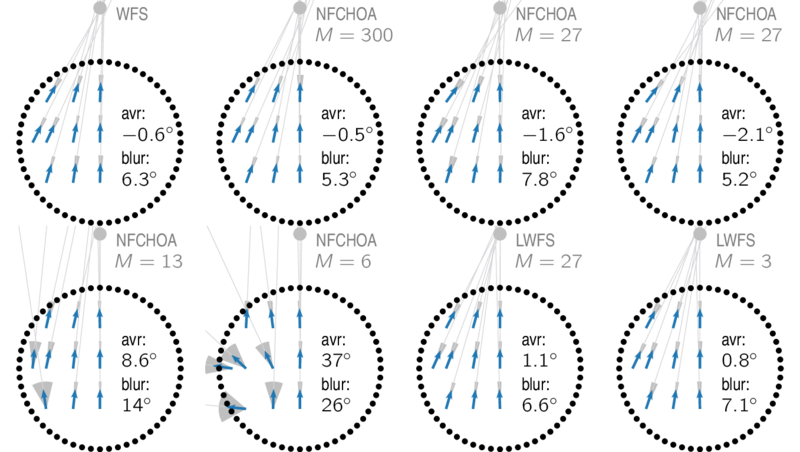 WFS
avr:
−0.6°
blur:
6.3°
NFCHOA
M = 300
avr:
−0.5°
blur:
5.3°
NFCHOA
M = 27
avr:
−1.6°
blur:
7.8°
NFCHOA
M = 27
avr:
−2.1°
blur:
5.2°
NFCHOA
M = 13
avr:
8.6°
blur:
14°
NFCHOA
M = 6
avr:
37°
blur:
26°
LWFS
M = 27
avr:
1.1°
blur:
6.6°
LWFS
M = 3
avr:
0.8°
blur:
7.1°